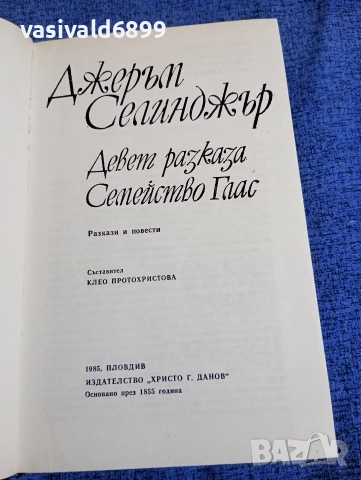 vasivald6899
Джеръм
Селинджър
Девет разказа
Семейство Глас
Разкази и повести
Съставител
КЛЕО ПРОТОХРИСТОВА
1985, ПЛОВДИВ
ИЗДАТЕЛСТВО „ХРИСТО Г. ДАНОВ"
Основано през 1855 година
BAZAR